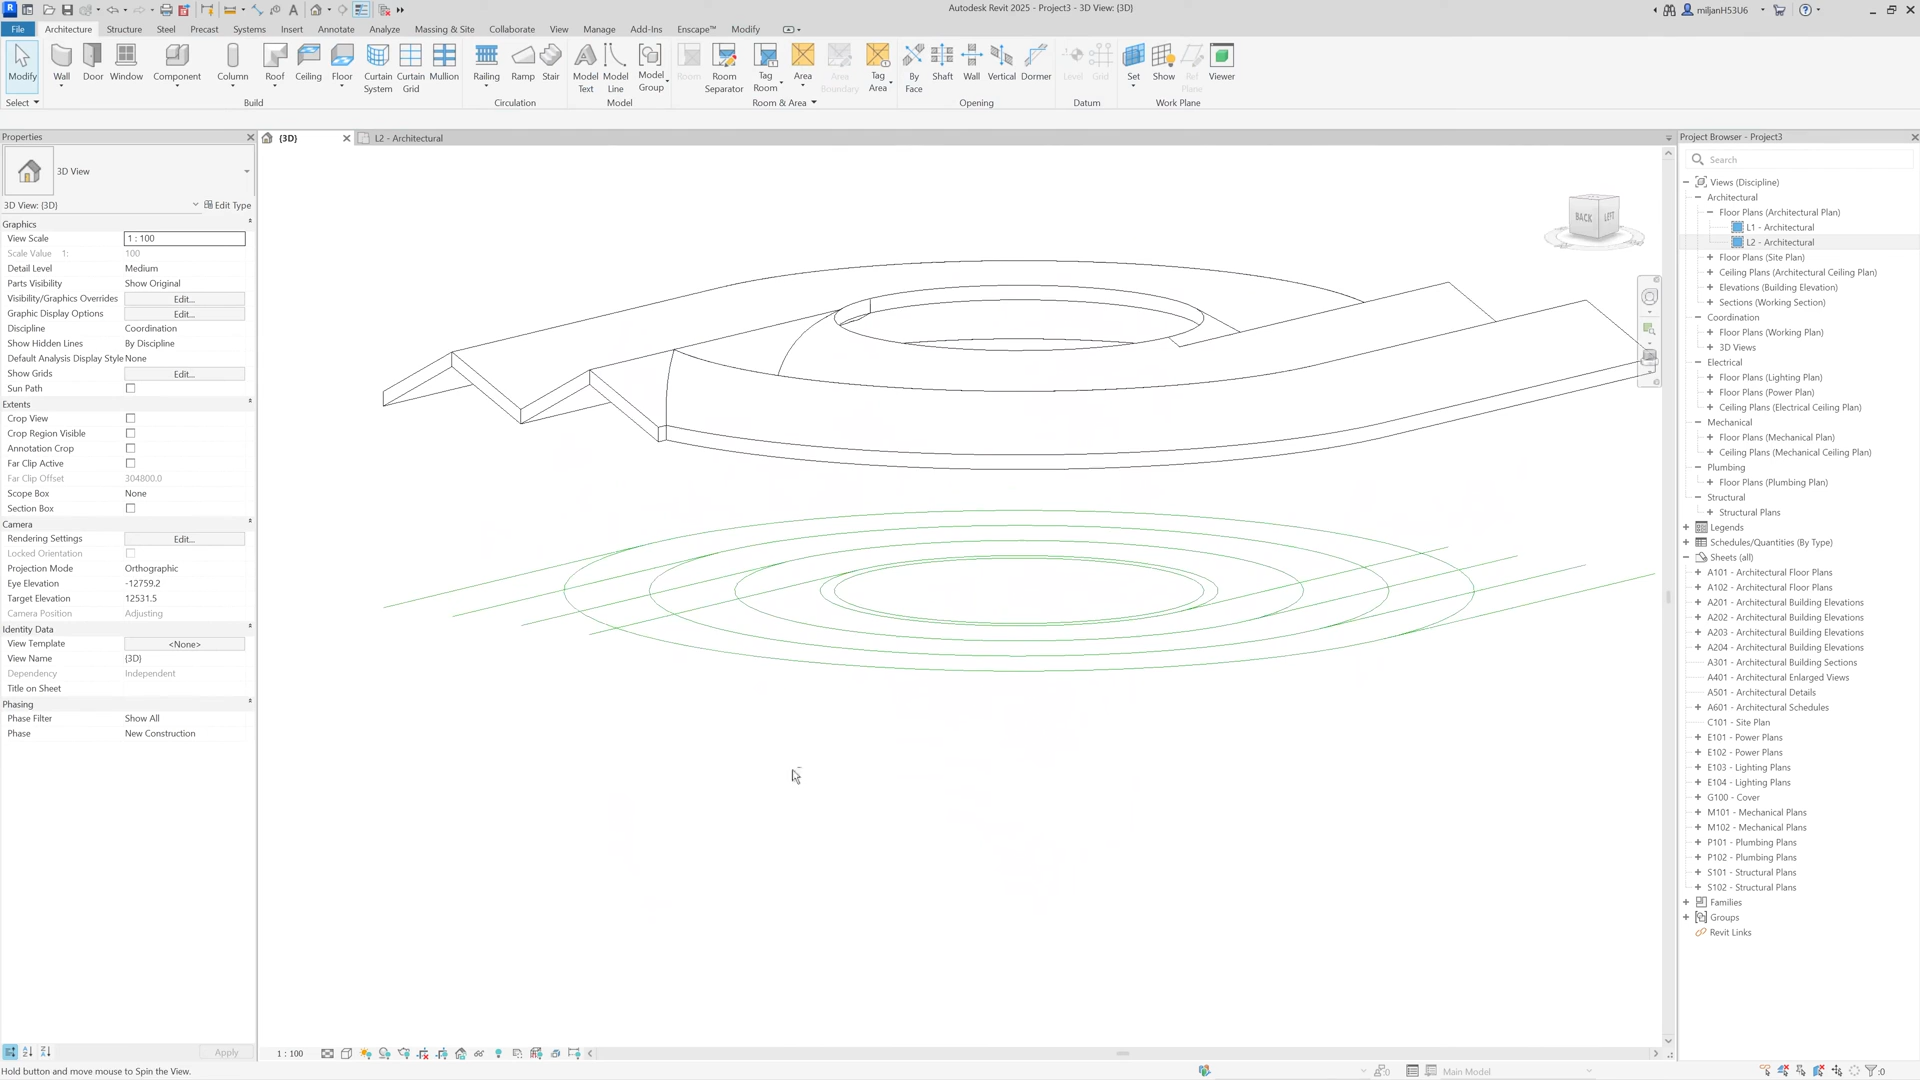 Autodesk Revit 2025 - Project3 - 3D View: {3D}
miljanH53U6
File
Architecture
Structure
Steel
Precast
Systems
Insert
Annotate
Analyze
Massing & Site
Collaborate
View
Manage
Add-Ins
Enscape™
Modify
Modify
Wall
Door
Window
Component
Column
Roof
Ceiling
Floor
Curtain System
Curtain Grid
Mullion
Railing
Ramp
Stair
Model Text
Model Line
Model Group
Room
Room Separator
Tag Room
Area
Area Boundary
Tag Area
By Face
Shaft
Wall
Vertical
Dormer
Level
Grid
Set
Show
Ref Plane
Viewer
Select
Build
Circulation
Model
Room & Area
Opening
Datum
Work Plane
Properties
{3D}
L2 - Architectural
3D View
3D View: {3D}
Edit Type
Graphics
View Scale
1 : 100
Scale Value 1:
100
Detail Level
Medium
Parts Visibility
Show Original
Visibility/Graphics Overrides
Edit...
Graphic Display Options
Edit...
Discipline
Coordination
Show Hidden Lines
By Discipline
Default Analysis Display Style
None
Show Grids
Edit...
Sun Path
Extents
Crop View
Crop Region Visible
Annotation Crop
Far Clip Active
Far Clip Offset
304800.0
Scope Box
None
Section Box
Camera
Rendering Settings
Edit...
Locked Orientation
Projection Mode
Orthographic
Eye Elevation
-12759.2
Target Elevation
12531.5
Camera Position
Adjusting
Identity Data
View Template
<None>
View Name
{3D}
Dependency
Independent
Title on Sheet
Phasing
Phase Filter
Show All
Phase
New Construction
Apply
BACK
LEFT
Project Browser - Project3
Search
Views (Discipline)
Architectural
Floor Plans (Architectural Plan)
L1 - Architectural
L2 - Architectural
Floor Plans (Site Plan)
Ceiling Plans (Architectural Ceiling Plan)
Elevations (Building Elevation)
Sections (Working Section)
Coordination
Floor Plans (Working Plan)
3D Views
Electrical
Floor Plans (Lighting Plan)
Floor Plans (Power Plan)
Ceiling Plans (Electrical Ceiling Plan)
Mechanical
Floor Plans (Mechanical Plan)
Ceiling Plans (Mechanical Ceiling Plan)
Plumbing
Floor Plans (Plumbing Plan)
Structural
Structural Plans
Legends
Schedules/Quantities (By Type)
Sheets (all)
A101 - Architectural Floor Plans
A102 - Architectural Floor Plans
A201 - Architectural Building Elevations
A202 - Architectural Building Elevations
A203 - Architectural Building Elevations
A204 - Architectural Building Elevations
A301 - Architectural Building Sections
A401 - Architectural Enlarged Views
A501 - Architectural Details
A601 - Architectural Schedules
C101 - Site Plan
E101 - Power Plans
E102 - Power Plans
E103 - Lighting Plans
E104 - Lighting Plans
G100 - Cover
M101 - Mechanical Plans
M102 - Mechanical Plans
P101 - Plumbing Plans
P102 - Plumbing Plans
S101 - Structural Plans
S102 - Structural Plans
Families
Groups
Revit Links
1 : 100
Hold button and move mouse to Spin the View.
:0
Main Model
:0